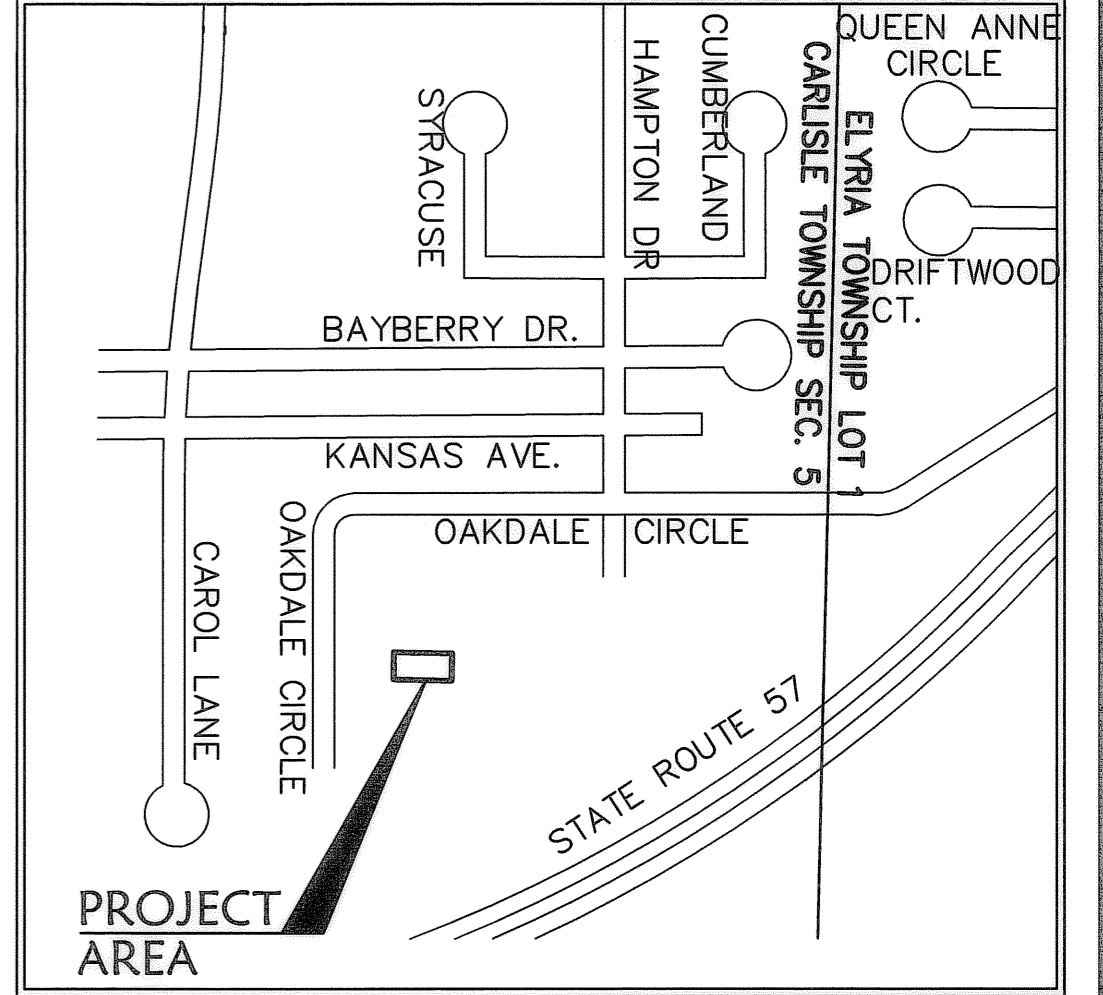 QUEEN ANNE
CIRCLE
CUMBERLAND
HAMPTON DR
CARLISLE TOWNSHIP SEC. 5
ELYRIA TOWNSHIP LOT 1
SYRACUSE
DRIFTWOOD
CT.
BAYBERRY DR.
KANSAS AVE.
OAKDALE CIRCLE
OAKDALE CIRCLE
CAROL LANE
STATE ROUTE 57
PROJECT
AREA